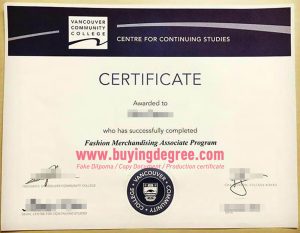 VANCOUVER
COMMUNITY
COLLEGE
CENTRE FOR CONTINUING STUDIES
CERTIFICATE
Awarded to
who has successfully completed
Fashion Merchandising Associate Program
www.buyingdegree.com
Fake Dilpoma / Copy Document / Production certificate
VANCOUVER
COMMUNITY COLLEGE